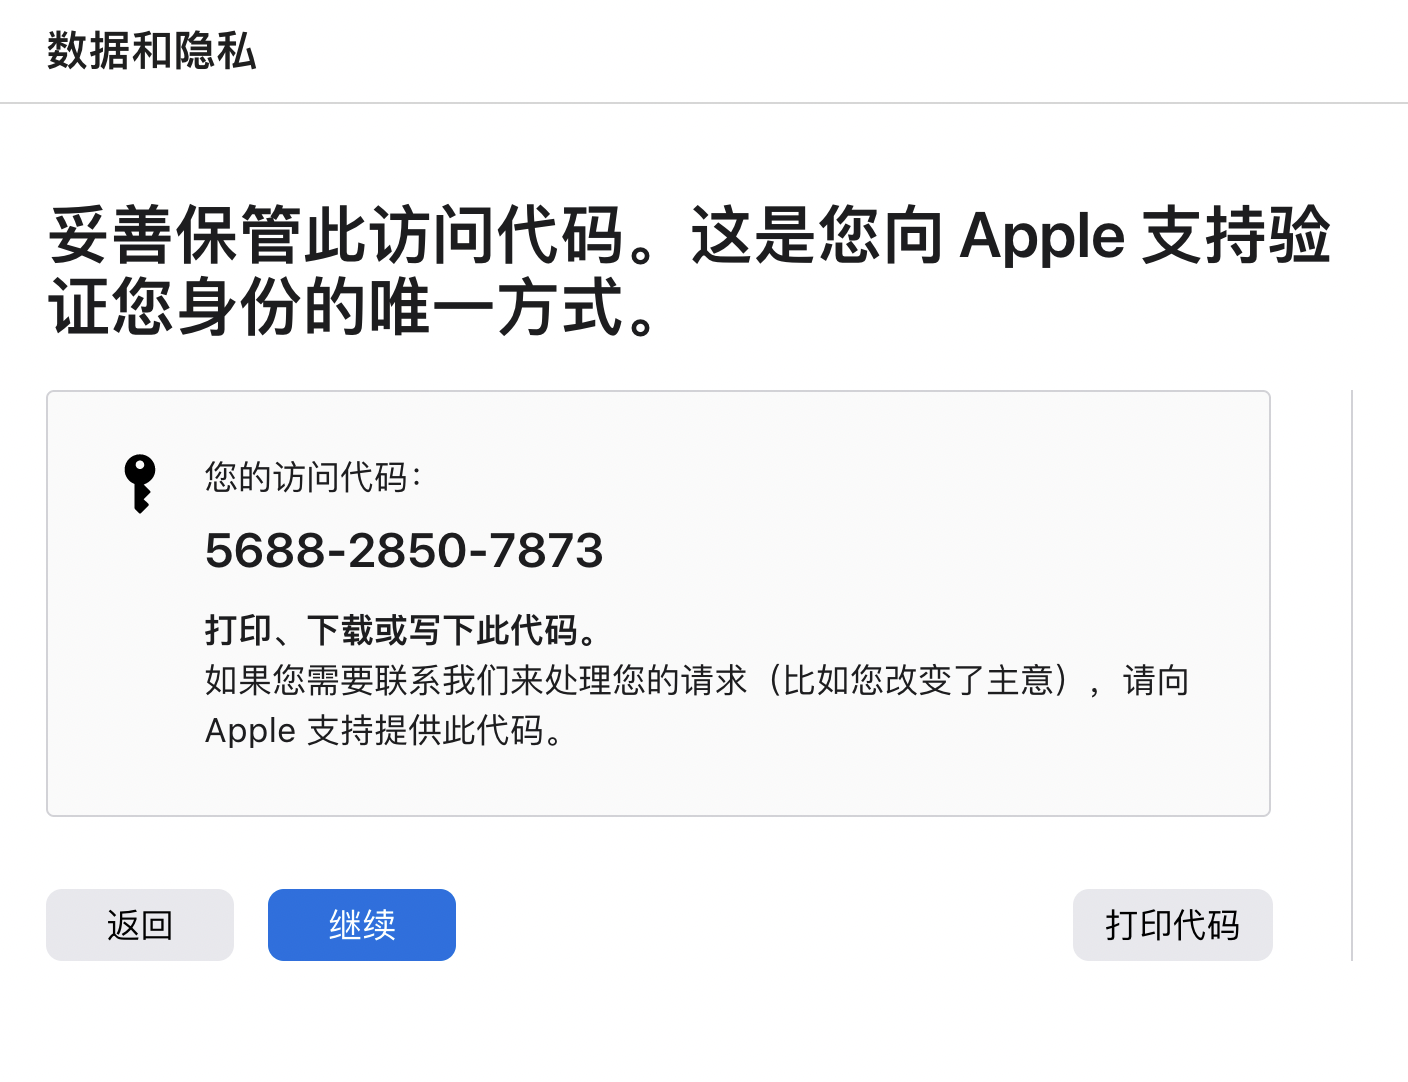 数据和隐私
妥善保管此访问代码。这是您向 Apple 支持验
证您身份的唯一方式。
您的访问代码：
5688-2850-7873
打印、下载或写下此代码。
如果您需要联系我们来处理您的请求（比如您改变了主意），请向
Apple 支持提供此代码。
返回
继续
打印代码